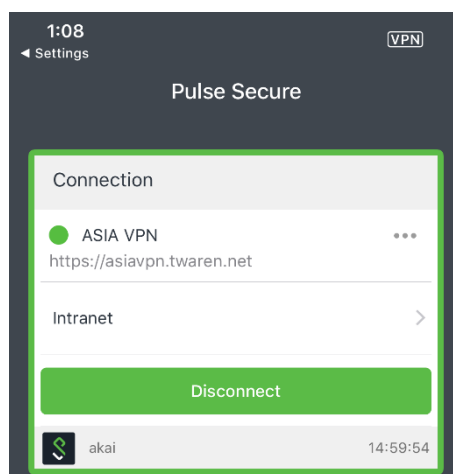 1:08
VPN
◀ Settings
Pulse Secure
Connection
ASIA VPN
https://asiavpn.twaren.net
Intranet
Disconnect
akai 14:59:54